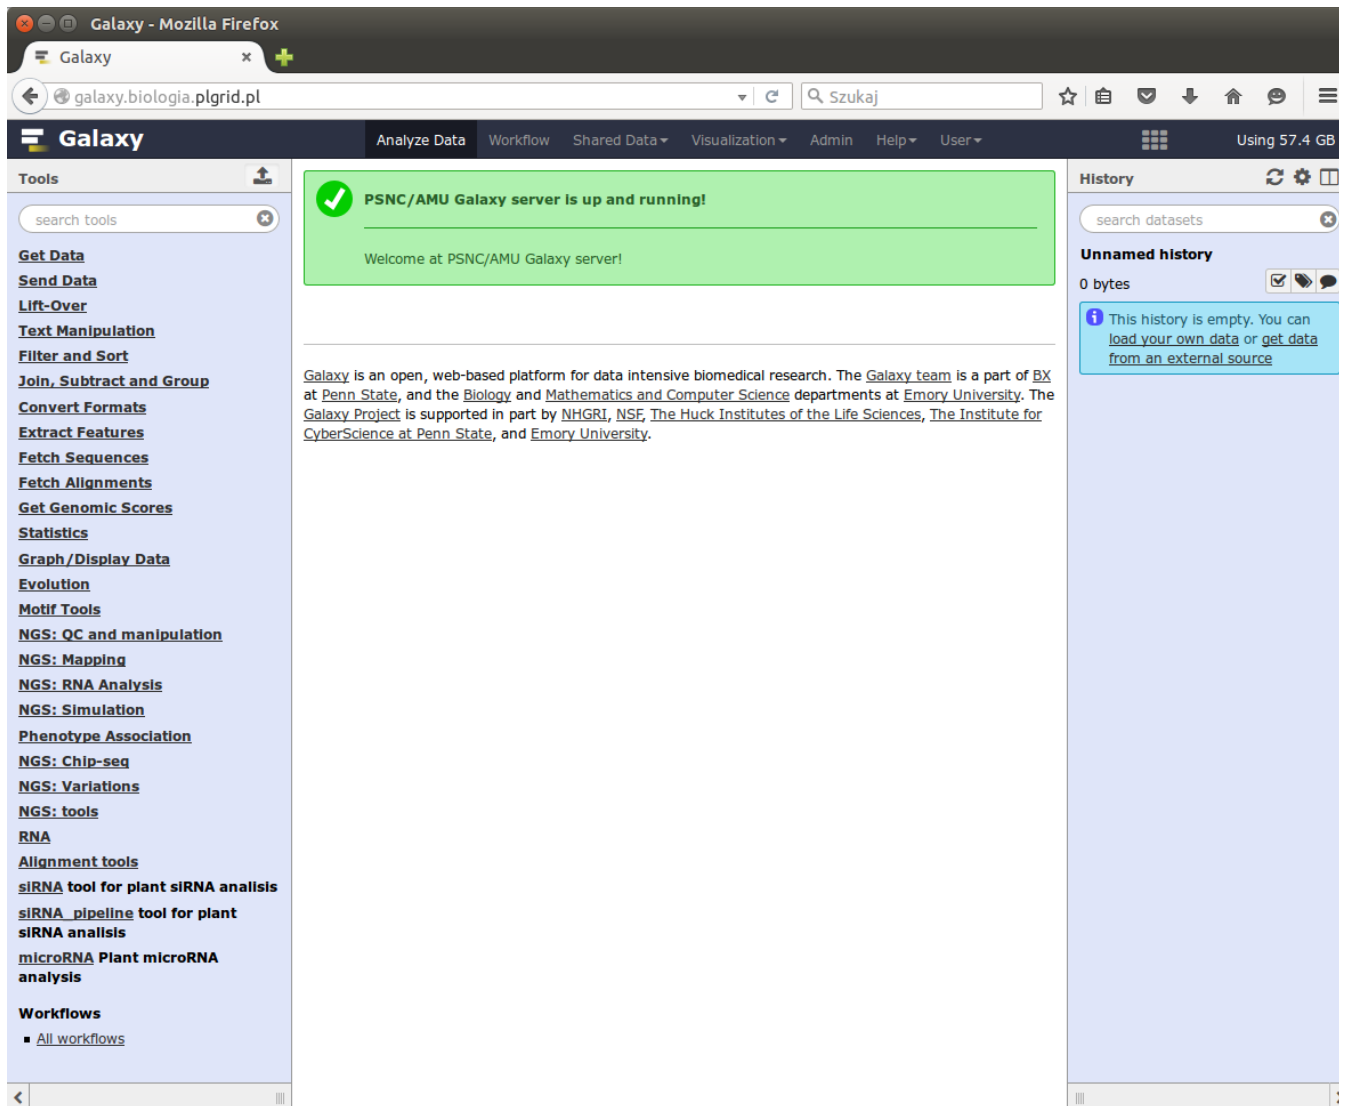 Galaxy - Mozilla Firefox
Galaxy
galaxy.biologia.plgrid.pl
Szukaj
Galaxy
Analyze Data Workflow Shared Data Visualization Admin Help User
Using 57.4 GB
Tools
search tools
Get Data
Send Data
Lift-Over
Text Manipulation
Filter and Sort
Join, Subtract and Group
Convert Formats
Extract Features
Fetch Sequences
Fetch Alignments
Get Genomic Scores
Statistics
Graph/Display Data
Evolution
Motif Tools
NGS: QC and manipulation
NGS: Mapping
NGS: RNA Analysis
NGS: Simulation
Phenotype Association
NGS: Chip-seq
NGS: Variations
NGS: tools
RNA
Alignment tools
siRNA tool for plant siRNA analisis
siRNA_pipeline tool for plant
siRNA analisis
microRNA Plant microRNA
analysis
Workflows
All workflows
PSNC/AMU Galaxy server is up and running!
Welcome at PSNC/AMU Galaxy server!
Galaxy is an open, web-based platform for data intensive biomedical research. The Galaxy team is a part of BX
at Penn State, and the Biology and Mathematics and Computer Science departments at Emory University. The
Galaxy Project is supported in part by NHGRI, NSF, The Huck Institutes of the Life Sciences, The Institute for
CyberScience at Penn State, and Emory University.
History
search datasets
Unnamed history
0 bytes
This history is empty. You can
load your own data or get data
from an external source